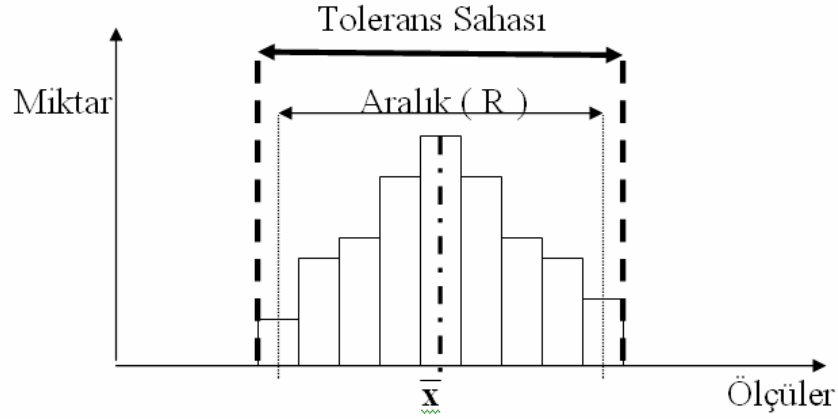 Tolerans Sahası
Miktar
Aralık ( R )
x̅
Ölçüler